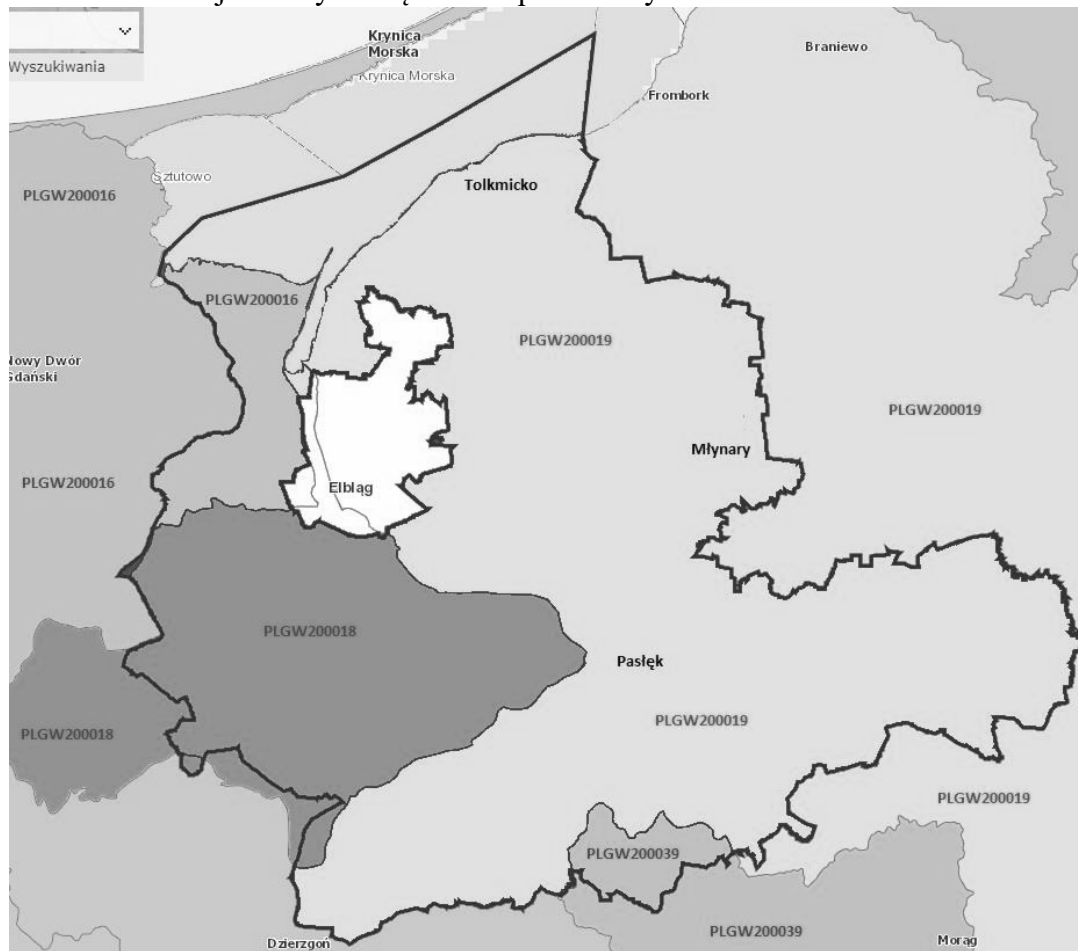 Krynica
Morska
Braniewo
Wyszukiwania
Krynica Morska
Frombork
Sztutowo
Tolkmicko
PLGW200016
PLGW200016
PLGW200019
Nowy Dwór
Gdański
PLGW200019
Młynary
PLGW200016
Elbląg
PLGW200018
Pasłęk
PLGW200019
PLGW200018
PLGW200019
PLGW200039
PLGW200039
Dzierzgoń
Morąg